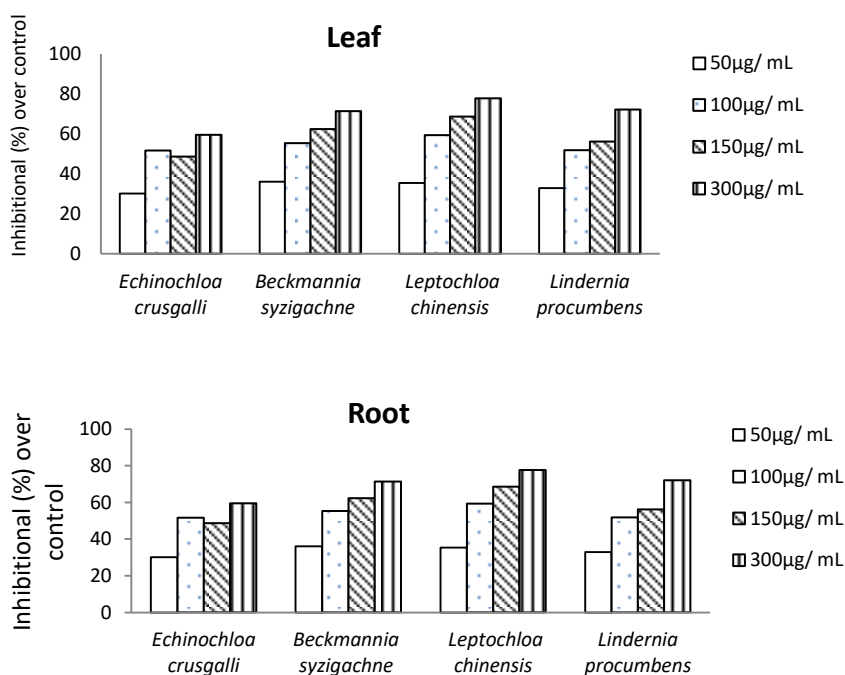 Leaf
Inhibitional (%) over control
100
80
60
40
20
0
Echinochloa
crusgalli
Beckmannia
syzigachne
Leptochloa
chinensis
Lindernia
procumbens
50µg/ mL
100µg/ mL
150µg/ mL
300µg/ mL
Root
Inhibitional (%) over
control
100
80
60
40
20
0
Echinochloa
crusgalli
Beckmannia
syzigachne
Leptochloa
chinensis
Lindernia
procumbens
50µg/ mL
100µg/ mL
150µg/ mL
300µg/ mL